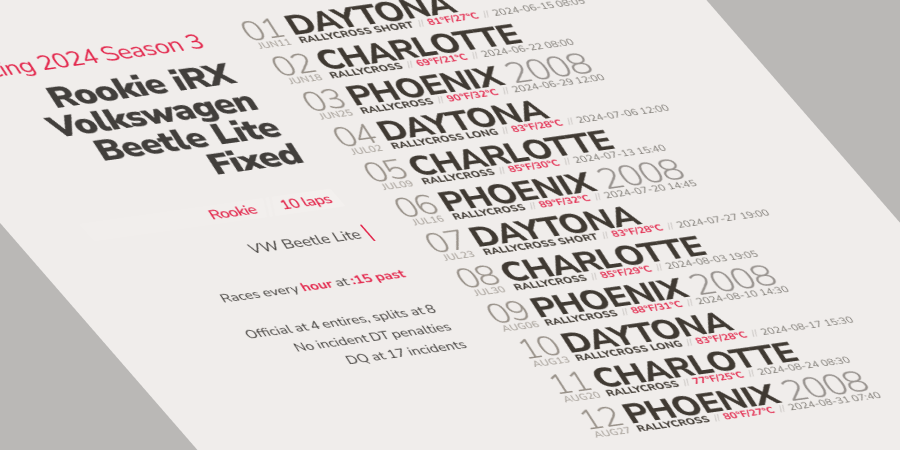 ing 2024 Season 3
Rookie iRX
Volkswagen
Beetle Lite
Fixed
Rookie 10 laps
VW Beetle Lite
Races every hour at :15 past
Official at 4 entires, splits at 8
No incident DT penalties
DQ at 17 incidents
01 DAYTONA
JUN11 RALLYCROSS SHORT // 81°F/27°C // 2024-06-15 08:05
02 CHARLOTTE
JUN18 RALLYCROSS // 69°F/21°C // 2024-06-22 08:00
03 PHOENIX 2008
JUN25 RALLYCROSS // 90°F/32°C // 2024-06-29 12:00
04 DAYTONA
JUL02 RALLYCROSS LONG // 83°F/28°C // 2024-07-06 12:00
05 CHARLOTTE
JUL09 RALLYCROSS // 85°F/30°C // 2024-07-13 15:40
06 PHOENIX 2008
JUL16 RALLYCROSS // 89°F/32°C // 2024-07-20 14:45
07 DAYTONA
JUL23 RALLYCROSS SHORT // 83°F/28°C // 2024-07-27 19:00
08 CHARLOTTE
JUL30 RALLYCROSS // 85°F/29°C // 2024-08-03 19:05
09 PHOENIX 2008
AUG06 RALLYCROSS // 88°F/31°C // 2024-08-10 14:30
10 DAYTONA
AUG13 RALLYCROSS LONG // 83°F/28°C // 2024-08-17 15:30
11 CHARLOTTE
AUG20 RALLYCROSS // 77°F/25°C // 2024-08-24 08:30
12 PHOENIX 2008
AUG27 RALLYCROSS // 80°F/27°C // 2024-08-31 07:40